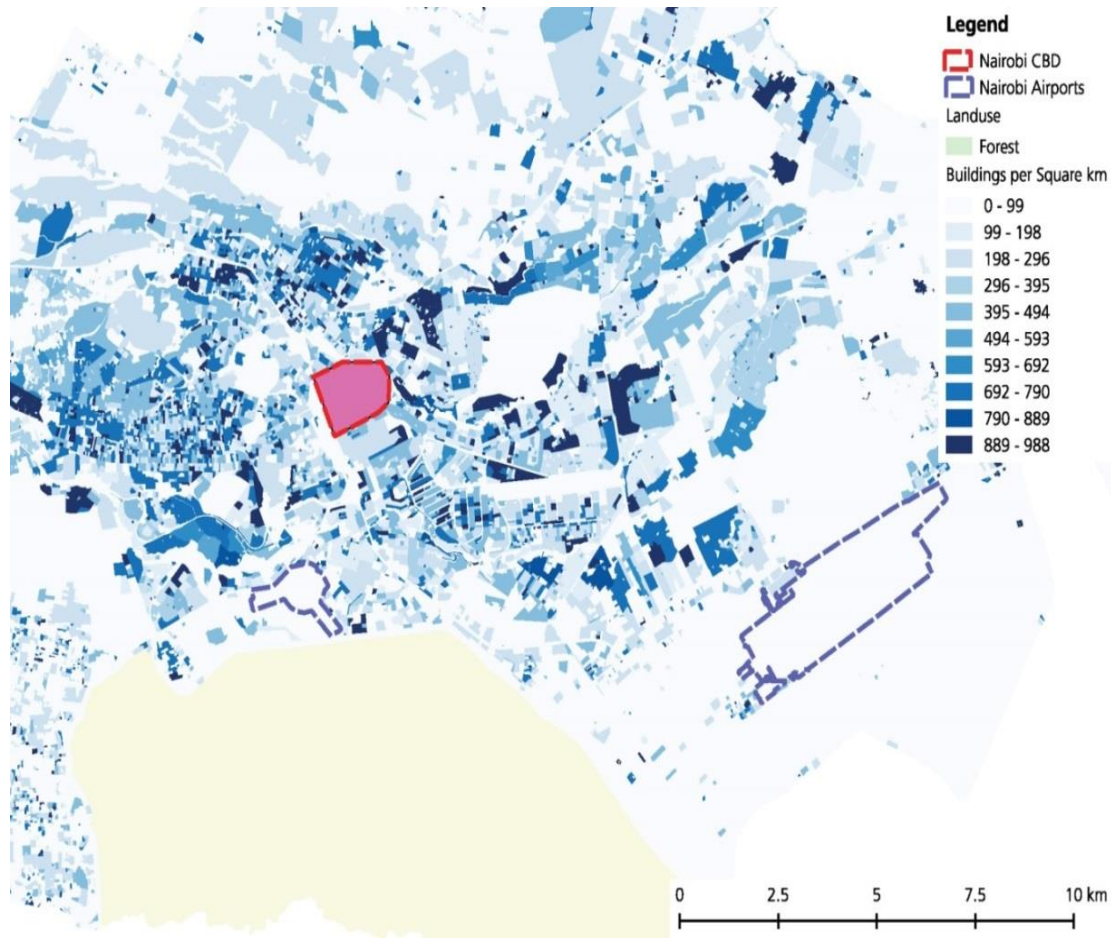 Legend
Nairobi CBD
Nairobi Airports
Landuse
Forest
Buildings per Square km
0 - 99
99 - 198
198 - 296
296 - 395
395 - 494
494 - 593
593 - 692
692 - 790
790 - 889
889 - 988
0 2.5 5 7.5 10 km